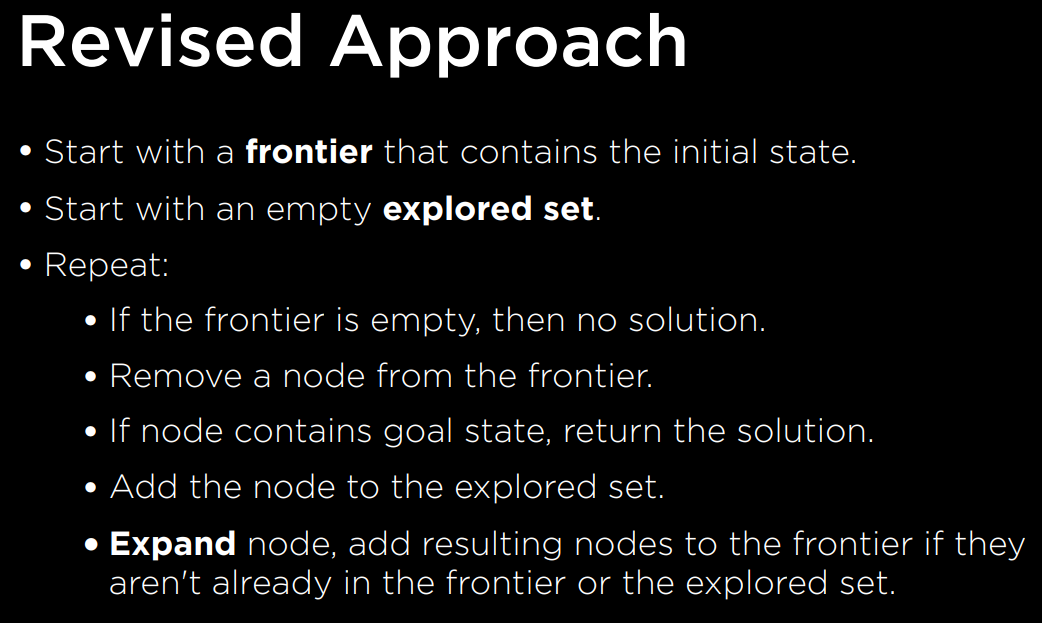 Revised Approach
• Start with a frontier that contains the initial state.
• Start with an empty explored set.
• Repeat:
• If the frontier is empty, then no solution.
• Remove a node from the frontier.
• If node contains goal state, return the solution.
• Add the node to the explored set.
• Expand node, add resulting nodes to the frontier if they
aren't already in the frontier or the explored set.